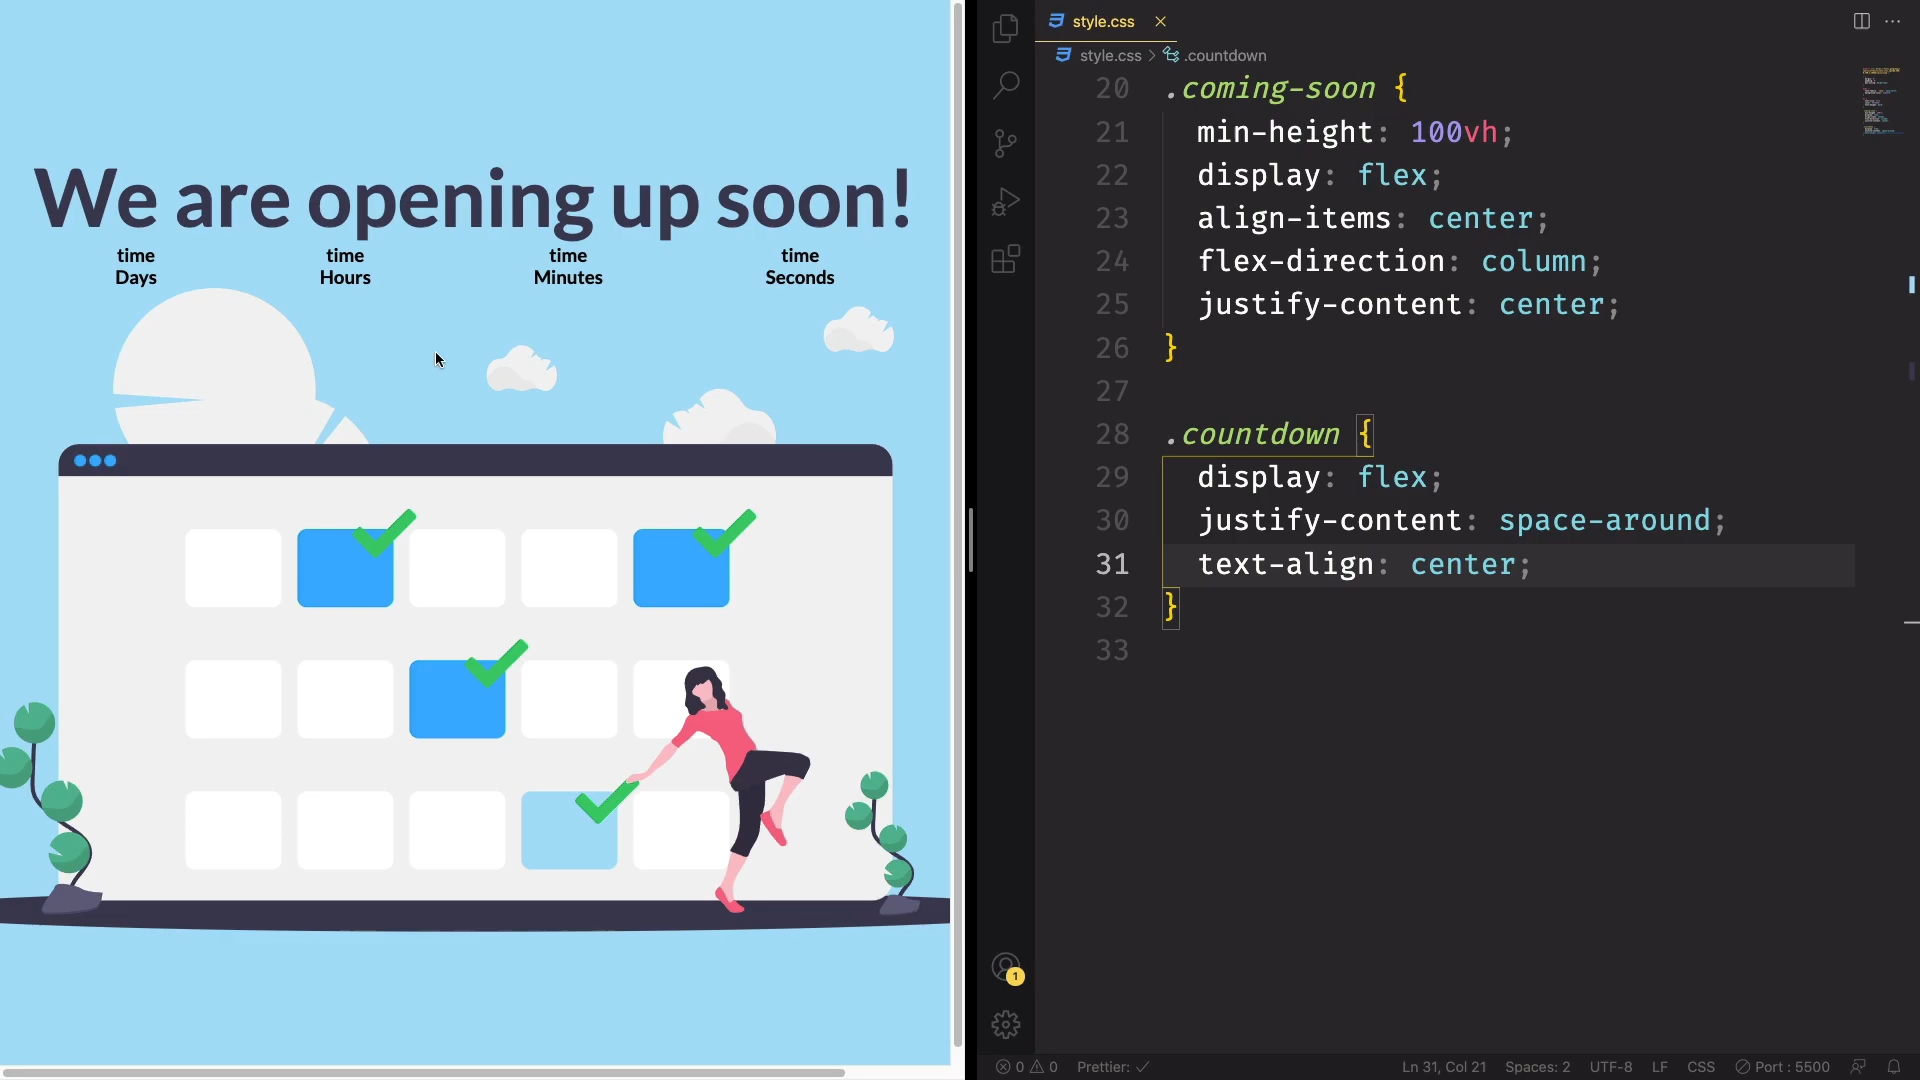 We are opening up soon!
time time time time
Days Hours Minutes Seconds
style.css
style.css > .countdown
20 .coming-soon {
21 min-height: 100vh;
22 display: flex;
23 align-items: center;
24 flex-direction: column;
25 justify-content: center;
26 }
27
28 .countdown {
29 display: flex;
30 justify-content: space-around;
31 text-align: center;
32 }
33
1
0 0 Prettier: ✓ Ln 31, Col 21 Spaces: 2 UTF-8 LF CSS Port : 5500